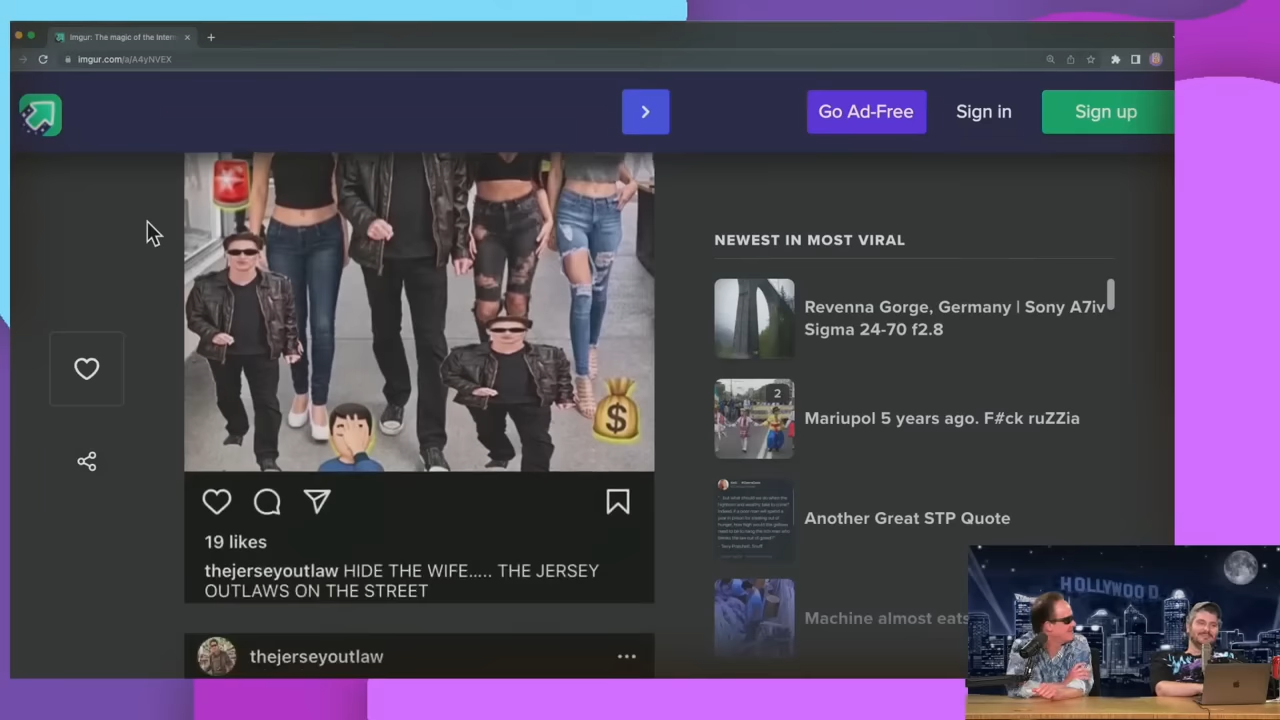 Imgur: The magic of the Intern
imgur.com/a/A4yNVEX
Go Ad-Free
Sign in
Sign up
$
19 likes
thejerseyoutlaw HIDE THE WIFE..... THE JERSEY
OUTLAWS ON THE STREET
thejerseyoutlaw
NEWEST IN MOST VIRAL
Revenna Gorge, Germany | Sony A7iv
Sigma 24-70 f2.8
2
Mariupol 5 years ago. F#ck ruZZia
Another Great STP Quote
Machine almost eats
HOLLYWOOD